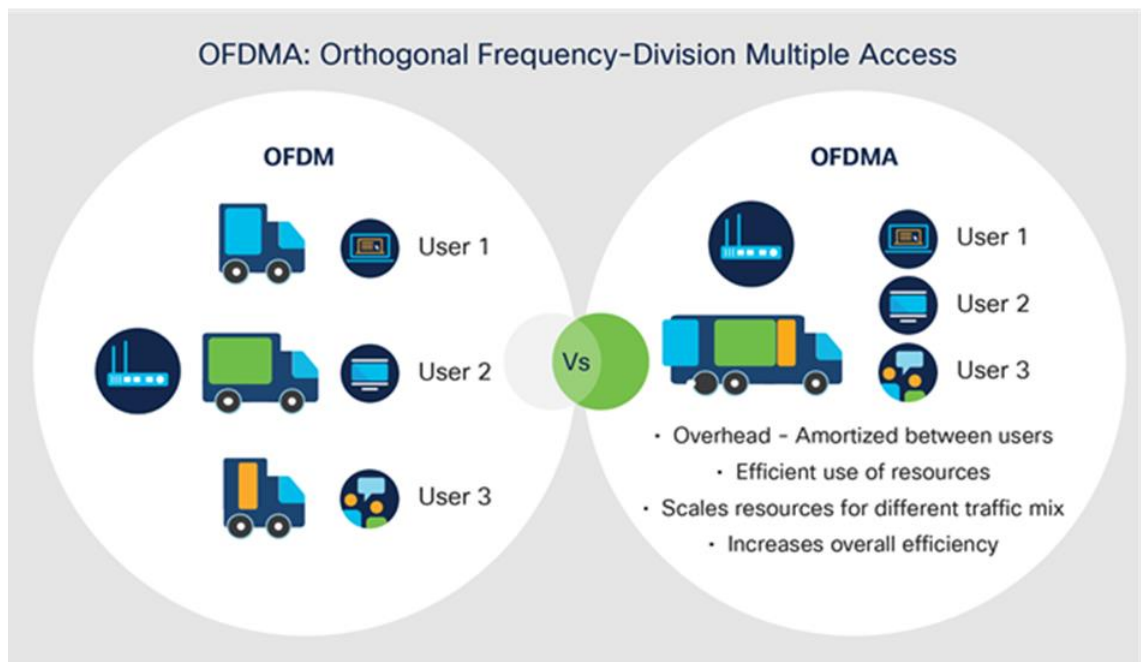 OFDMA: Orthogonal Frequency-Division Multiple Access
OFDM
User 1
User 2
User 3
Vs
OFDMA
User 1
User 2
User 3
· Overhead - Amortized between users
· Efficient use of resources
· Scales resources for different traffic mix
· Increases overall efficiency